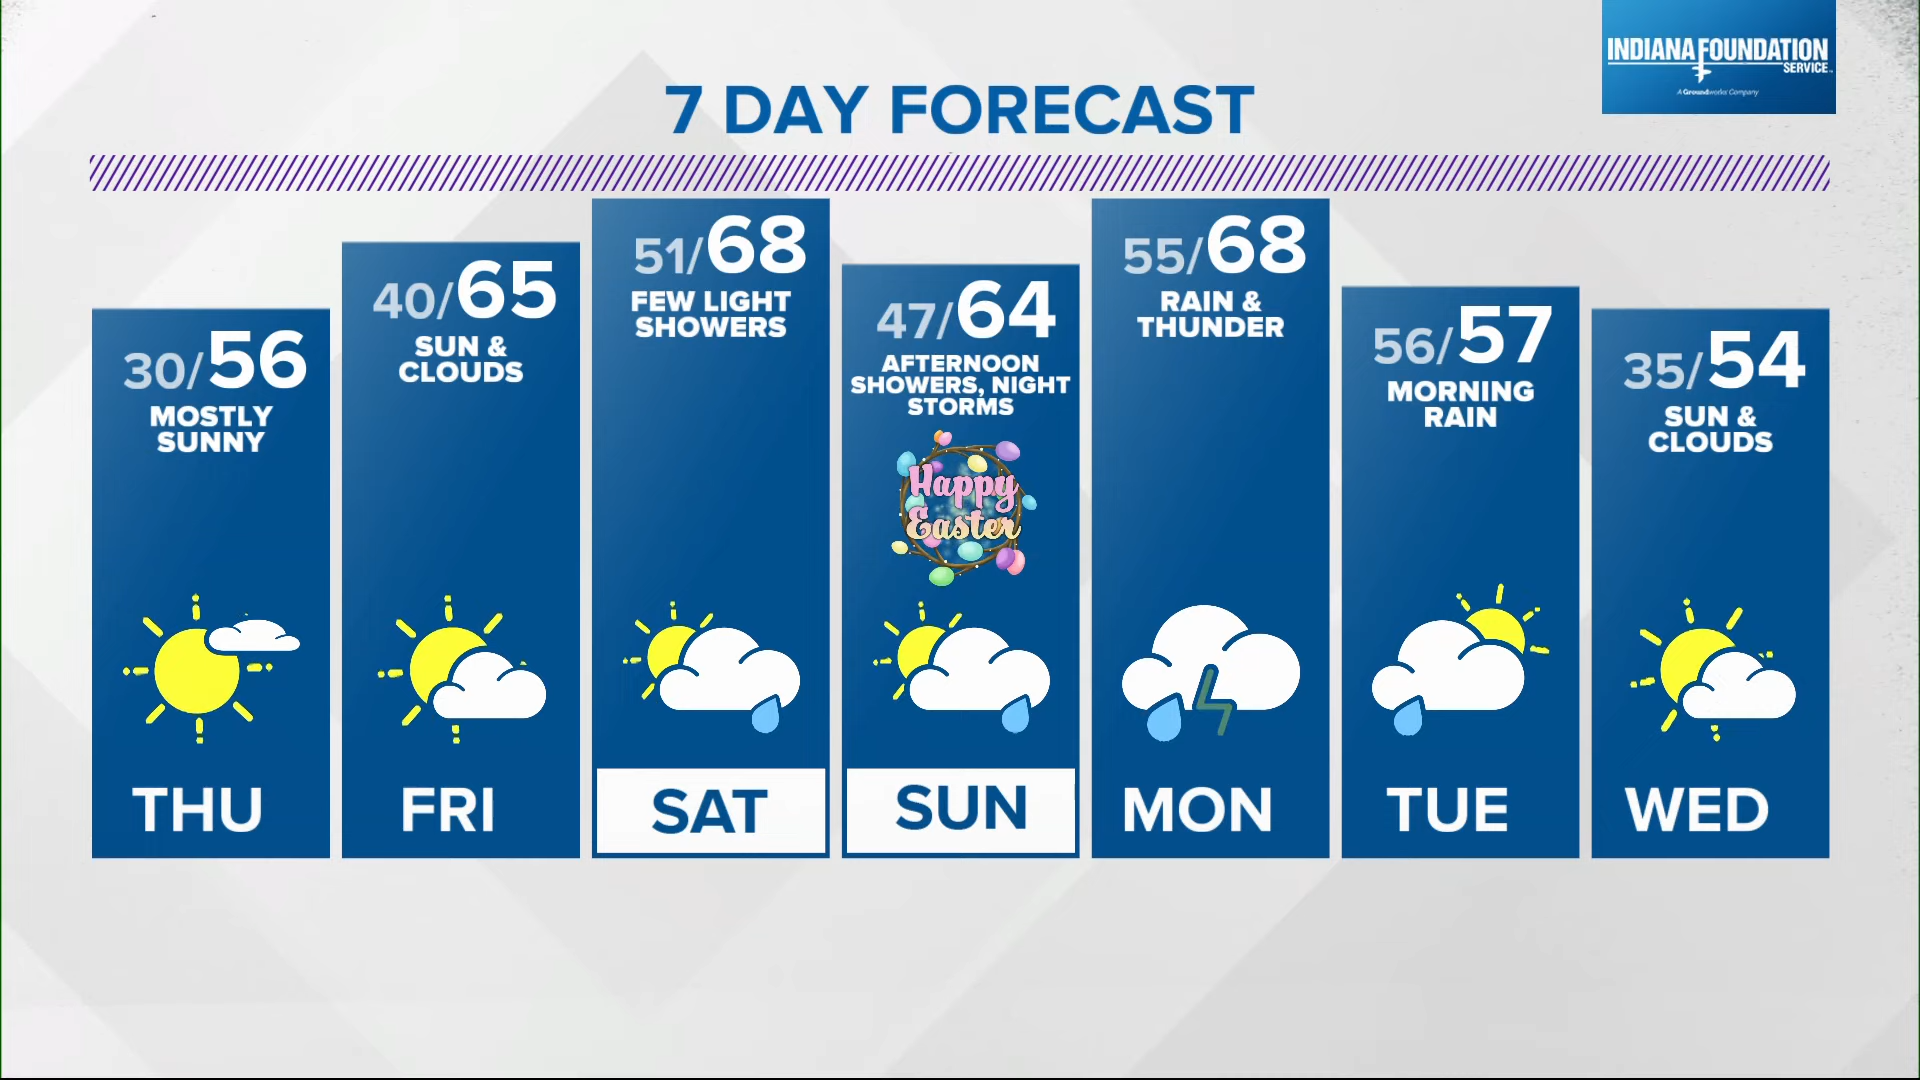 INDIANA FOUNDATION
SERVICE
A Groundworks Company
7 DAY FORECAST
30/56
MOSTLY
SUNNY
THU
40/65
SUN &
CLOUDS
FRI
51/68
FEW LIGHT
SHOWERS
SAT
47/64
AFTERNOON
SHOWERS, NIGHT
STORMS
Happy
Easter
SUN
55/68
RAIN &
THUNDER
MON
56/57
MORNING
RAIN
TUE
35/54
SUN &
CLOUDS
WED